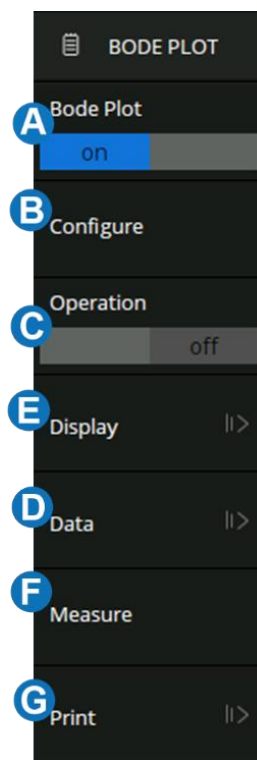 BODE PLOT
A
Bode Plot
on
B
Configure
Operation
C
off
E
Display
D
Data
F
Measure
G
Print